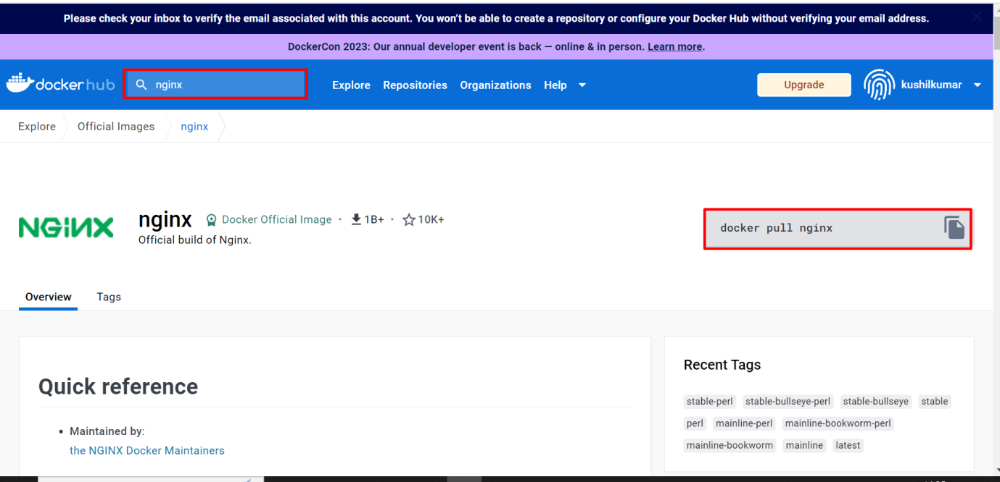 Please check your inbox to verify the email associated with this account. You won't be able to create a repository or configure your Docker Hub without verifying your email address.
DockerCon 2023: Our annual developer event is back — online & in person. Learn more.
dockerhub
nginx
Explore
Repositories
Organizations
Help
Upgrade
kushilkumar
Explore
Official Images
nginx
NGINX
nginx
Docker Official Image · 1B+ · 10K+
Official build of Nginx.
docker pull nginx
Overview
Tags
Quick reference
• Maintained by:
the NGINX Docker Maintainers
Recent Tags
stable-perl stable-bullseye-perl stable-bullseye stable
perl mainline-perl mainline-bookworm-perl
mainline-bookworm mainline latest